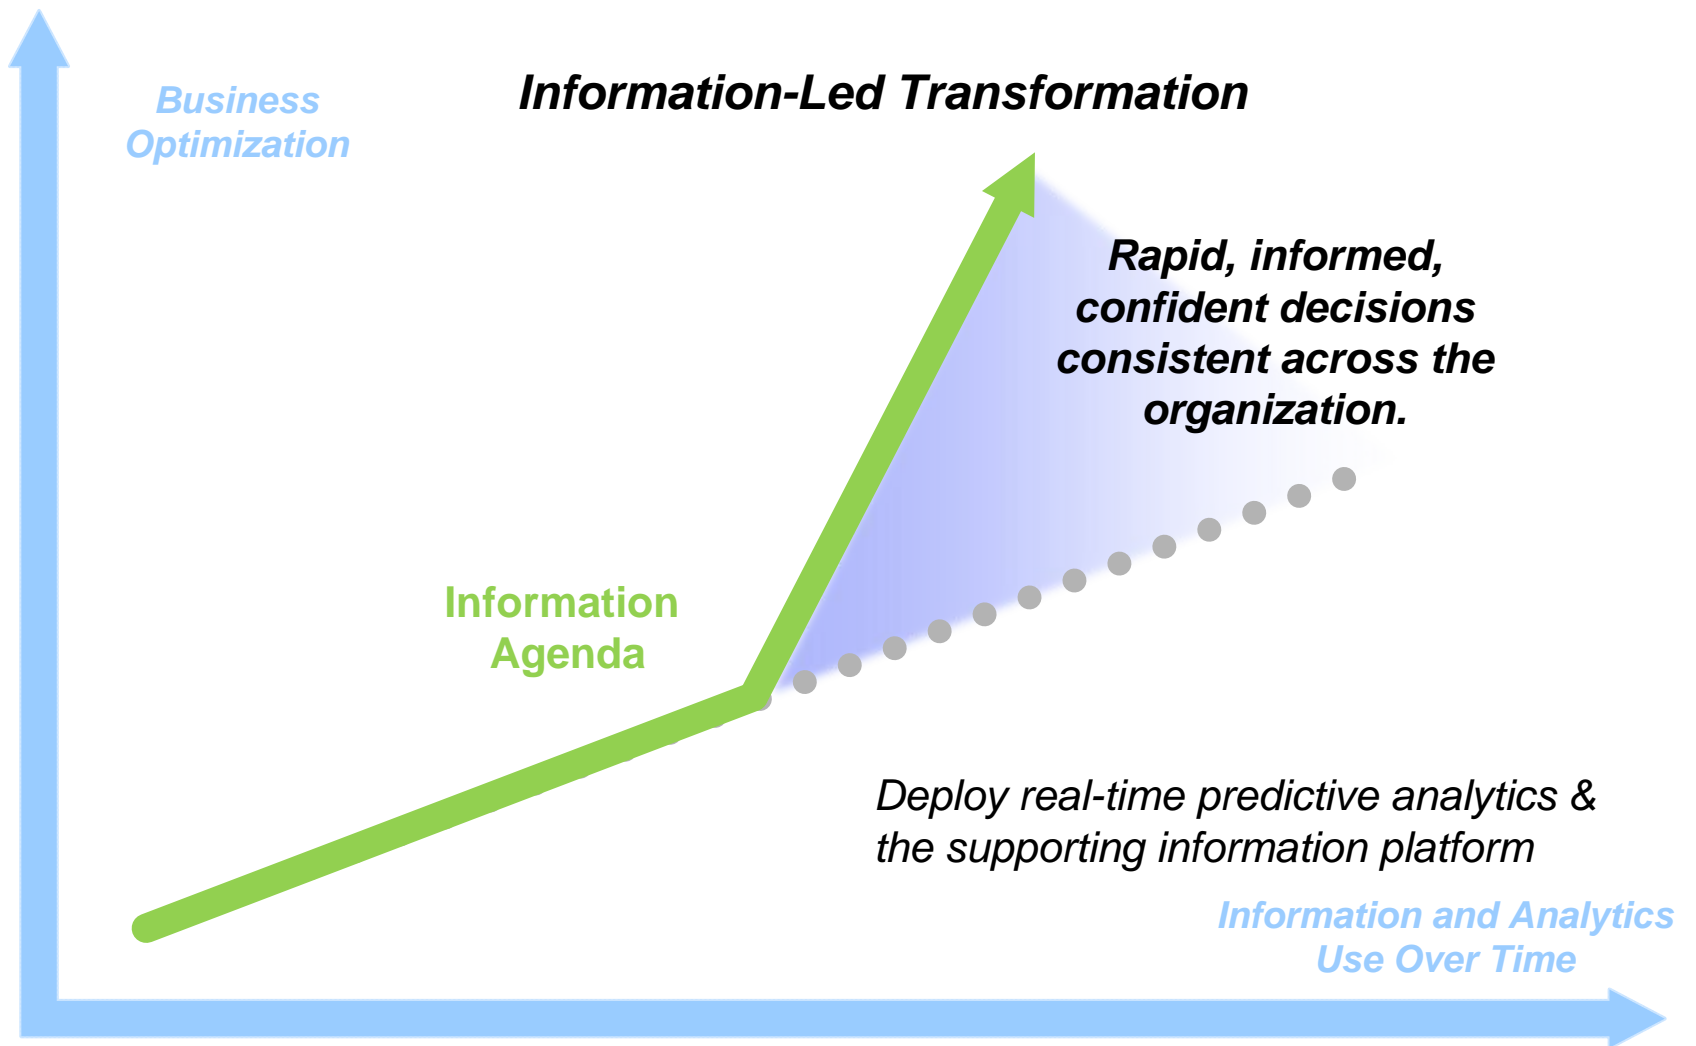 Business
Optimization
Information-Led Transformation
Rapid, informed,
confident decisions
consistent across the
organization.
Information
Agenda
Deploy real-time predictive analytics &
the supporting information platform
Information and Analytics
Use Over Time